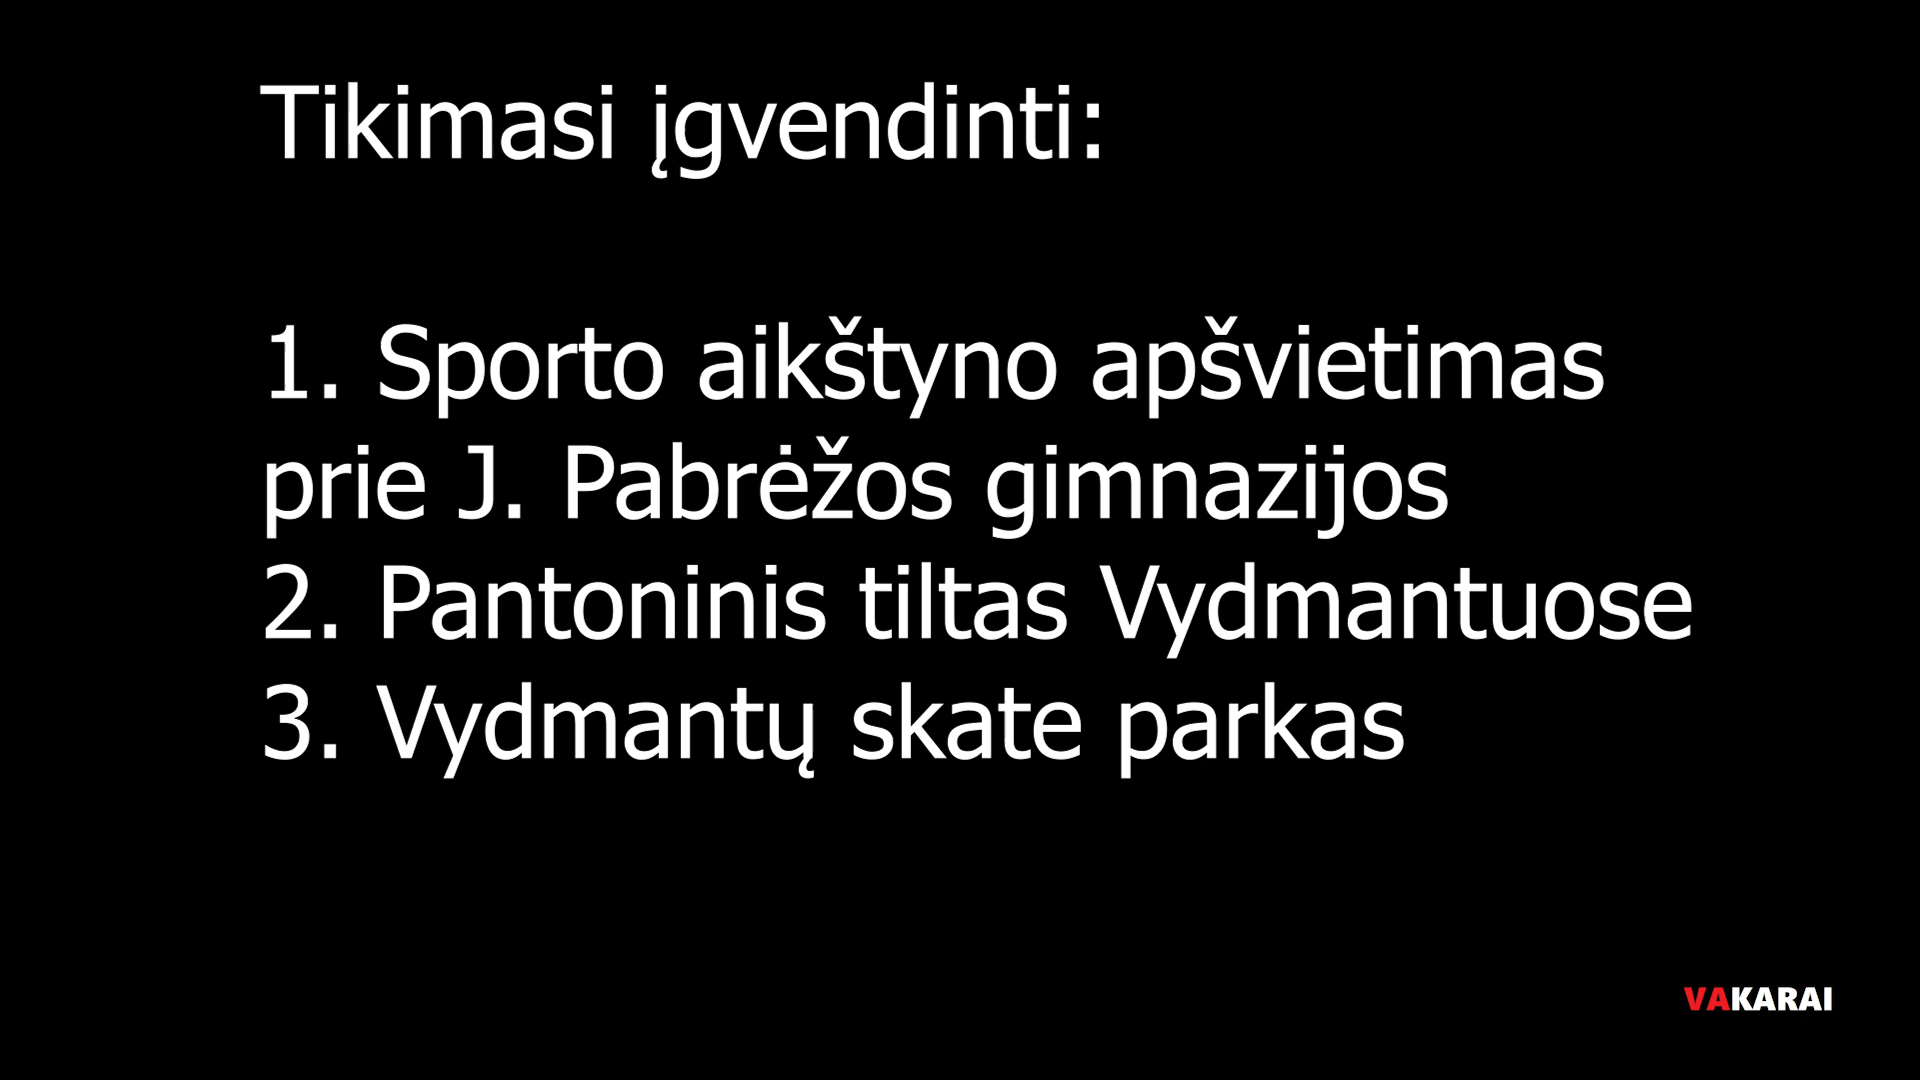 Tikimasi įgvendinti:
1. Sporto aikštyno apšvietimas
prie J. Pabrėžos gimnazijos
2. Pantoninis tiltas Vydmantuose
3. Vydmantų skate parkas
VAKARAI